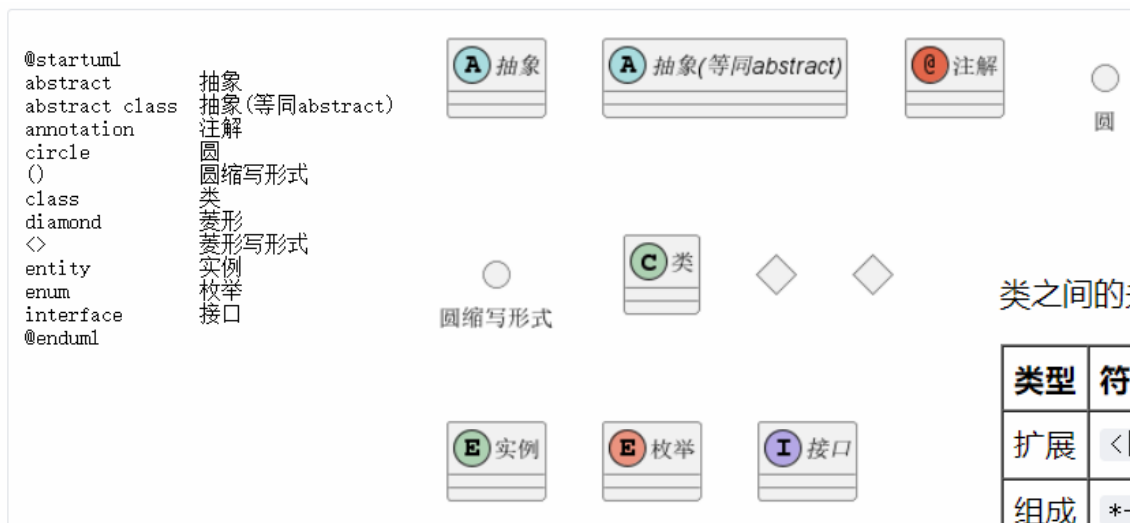 @startuml
abstract 抽象
abstract class 抽象(等同abstract)
annotation 注解
circle 圆
() 圆缩写形式
class 类
diamond 菱形
<> 菱形写形式
entity 实例
enum 枚举
interface 接口
@enduml
A 抽象
A 抽象(等同abstract)
@ 注解
圆
圆缩写形式
C 类
E 实例
E 枚举
I 接口
类之间的
类型 符
扩展 <|
组成 *-